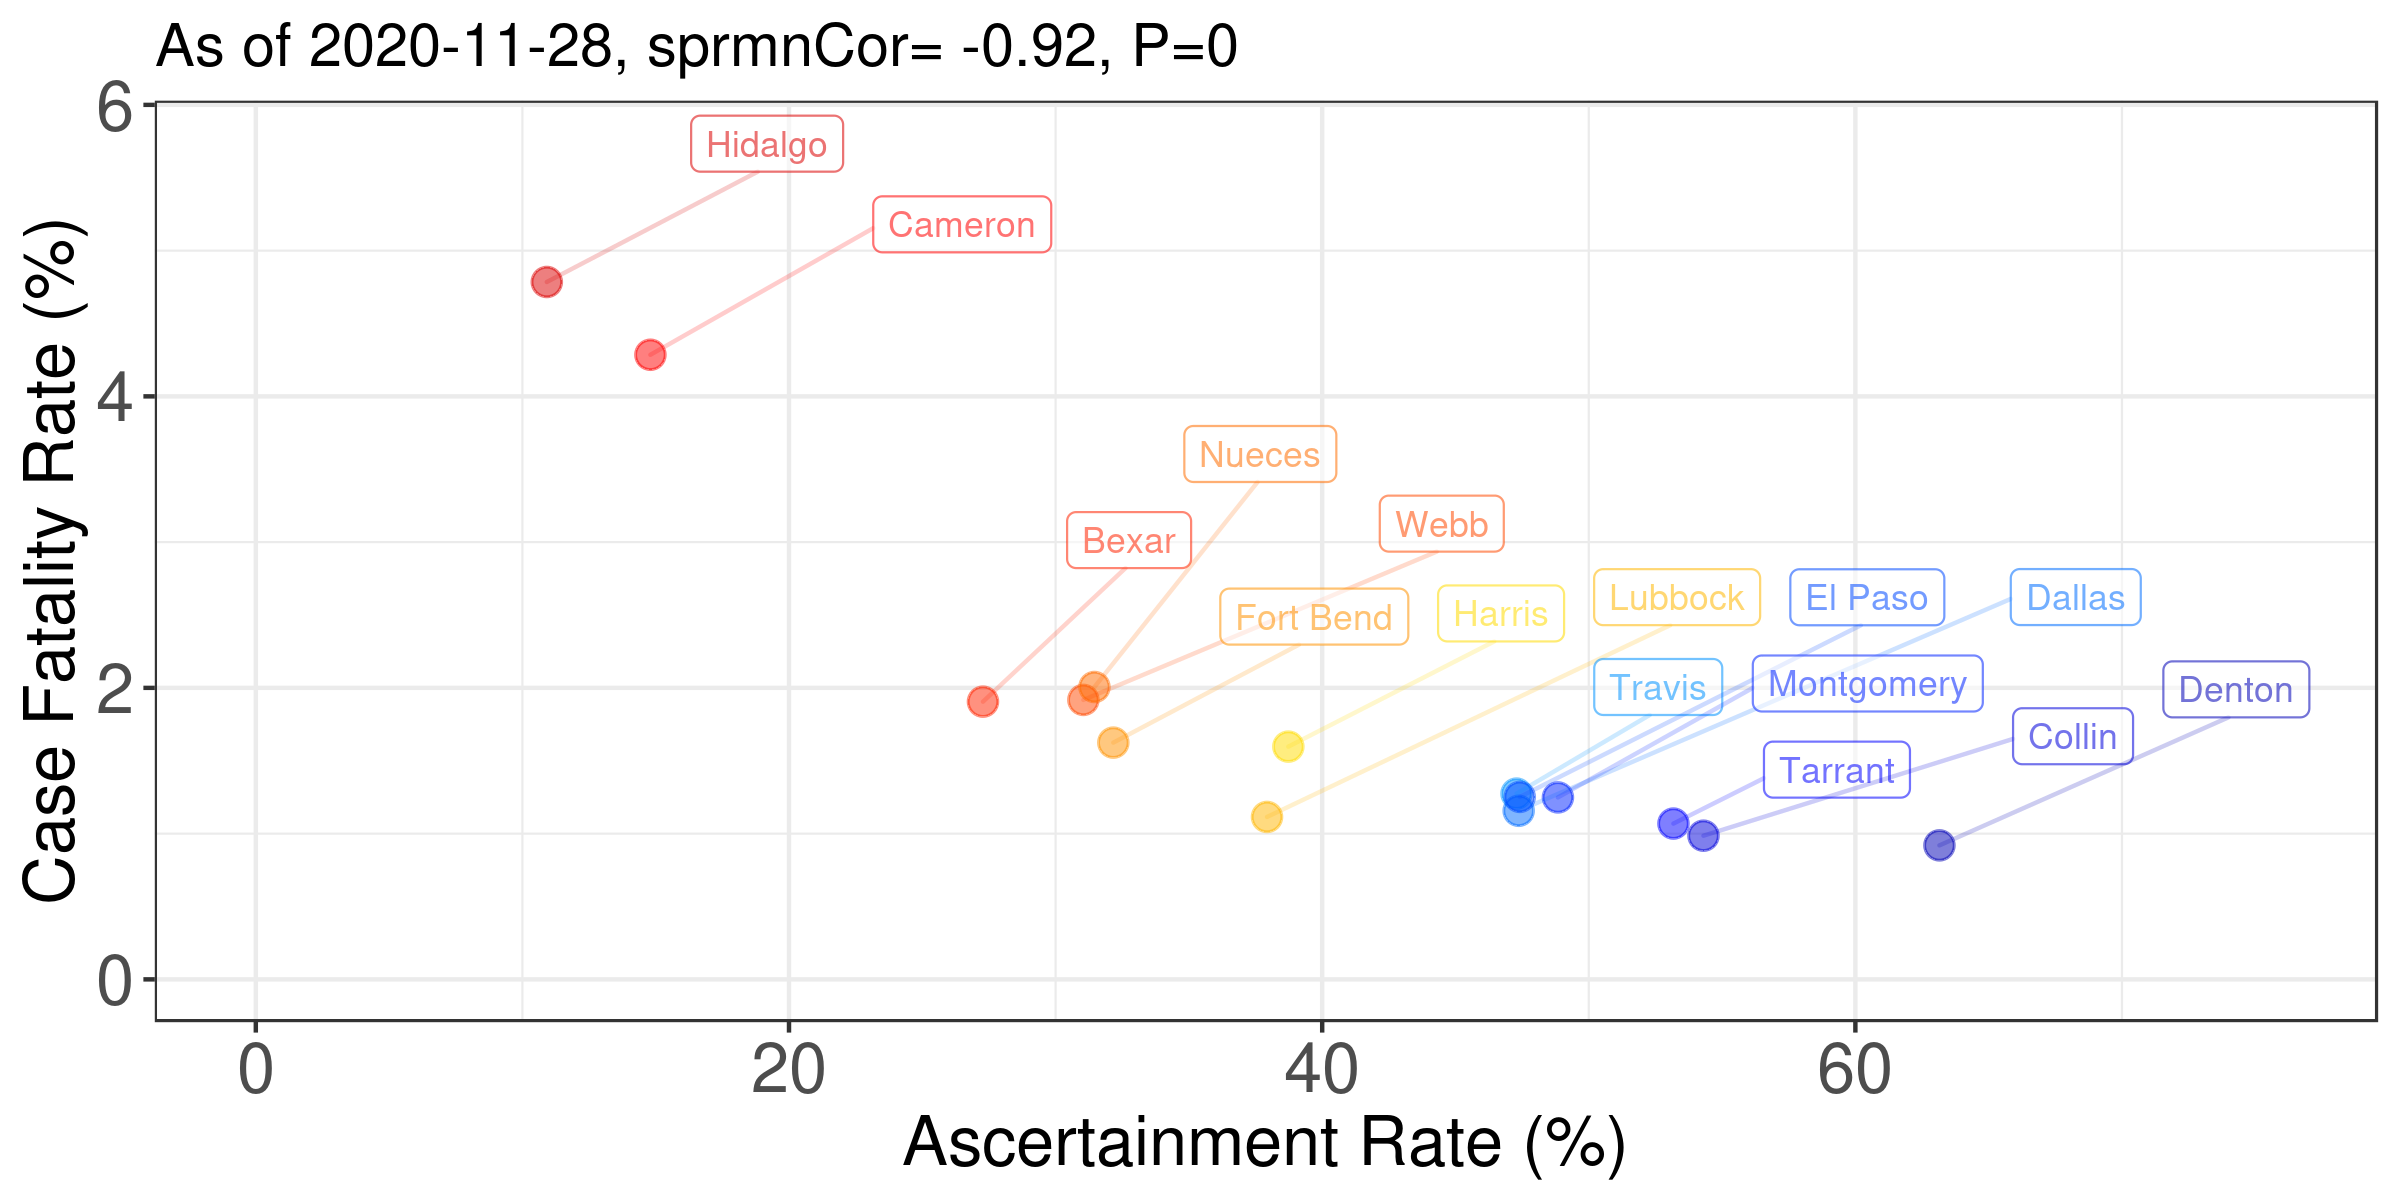 As of 2020-11-28, sprmnCor= -0.92, P=0
Case Fatality Rate (%)
6
4
2
0
Hidalgo
Cameron
Nueces
Webb
Bexar
Fort Bend
Harris
Lubbock
El Paso
Dallas
Travis
Montgomery
Denton
Collin
Tarrant
0 20 40 60
Ascertainment Rate (%)